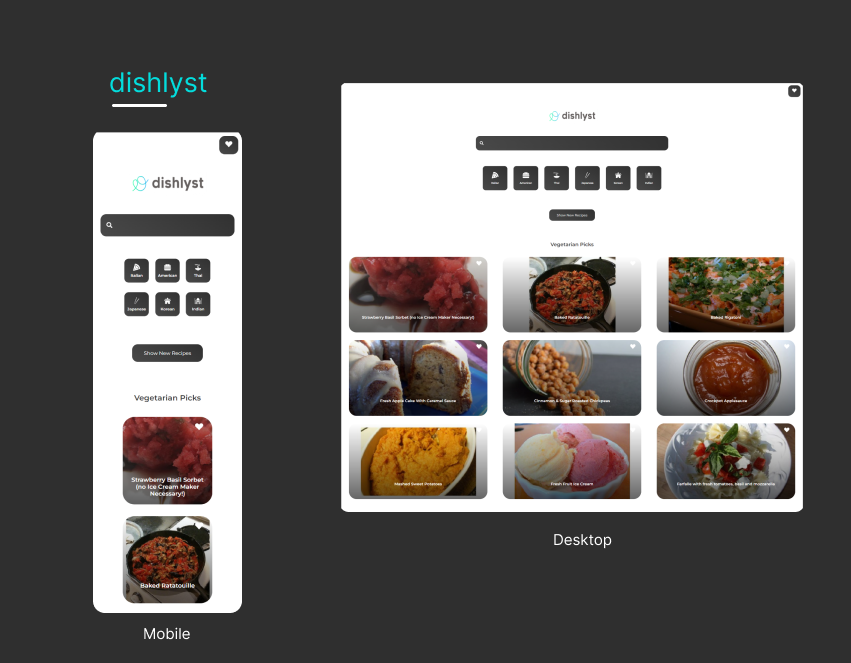 dishlyst
dishlyst
Italian
American
Thai
Japanese
Korean
Indian
Show New Recipes
Vegetarian Picks
Strawberry Basil Sorbet
(no Ice Cream Maker
Necessary!)
Baked Ratatouille
Mobile
dishlyst
Italian
American
Thai
Japanese
Korean
Indian
Show New Recipes
Vegetarian Picks
Strawberry Basil Sorbet (no Ice Cream Maker Necessary!)
Baked Ratatouille
Baked Rigatoni
Fresh Apple Cake With Caramel Sauce
Cinnamon & Sugar Roasted Chickpeas
Crockpot Applesauce
Mashed Sweet Potatoes
Fresh Fruit Ice Cream
Farfalle with fresh tomatoes, basil and mozzarella
Desktop